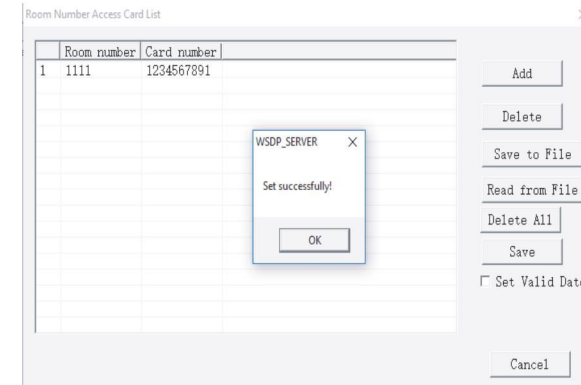 Room Number Access Card List
Room number Card number
1 1111 1234567891
WSDP_SERVER
Set successfully!
OK
Add
Delete
Save to File
Read from File
Delete All
Save
Set Valid Date
Cancel